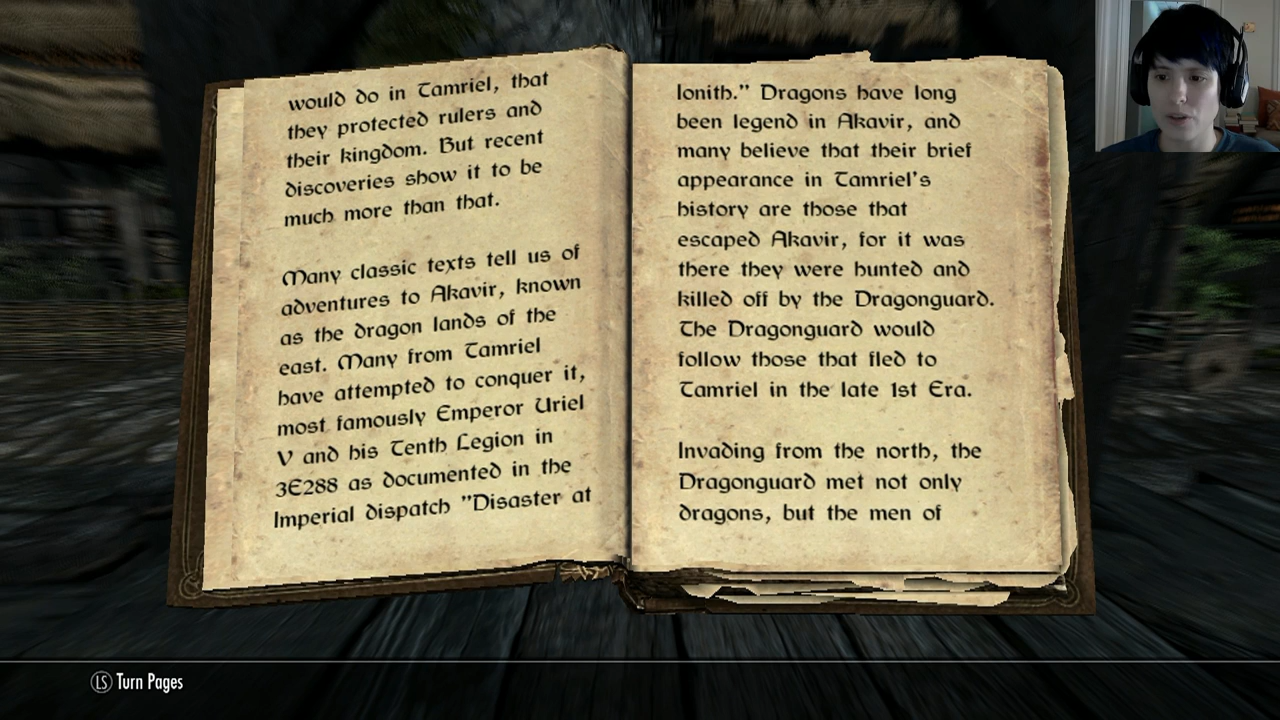 would do in Tamriel, that
they protected rulers and
their kingdom. But recent
discoveries show it to be
much more than that.
Many classic texts tell us of
adventures to Akavir, known
as the dragon lands of the
east. Many from Tamriel
have attempted to conquer it,
most famously Emperor Uriel
V and his Tenth Legion in
3E288 as documented in the
Imperial dispatch "Disaster at
Ionith." Dragons have long
been legend in Akavir, and
many believe that their brief
appearance in Tamriel's
history are those that
escaped Akavir, for it was
there they were hunted and
killed off by the Dragonguard.
The Dragonguard would
follow those that fled to
Tamriel in the late 1st Era.
Invading from the north, the
Dragonguard met not only
dragons, but the men of
LS Turn Pages